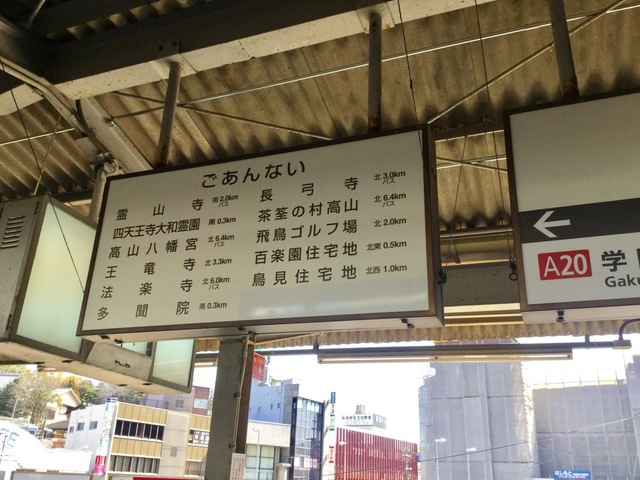 ごあんない
霊山寺 南 2.0km バス
四天王寺大和霊園 南 0.3km
高山八幡宮 北 6.4km バス
王竜寺 北 3.3km
法楽寺 北 6.0km バス
多聞院 南 0.3km
長弓寺 北 3.0km バス
茶筌の村高山 北 6.4km バス
飛鳥ゴルフ場 北 2.0km
百楽園住宅地 北東 0.5km
鳥見住宅地 北西 1.0km
A20 学
Gaku